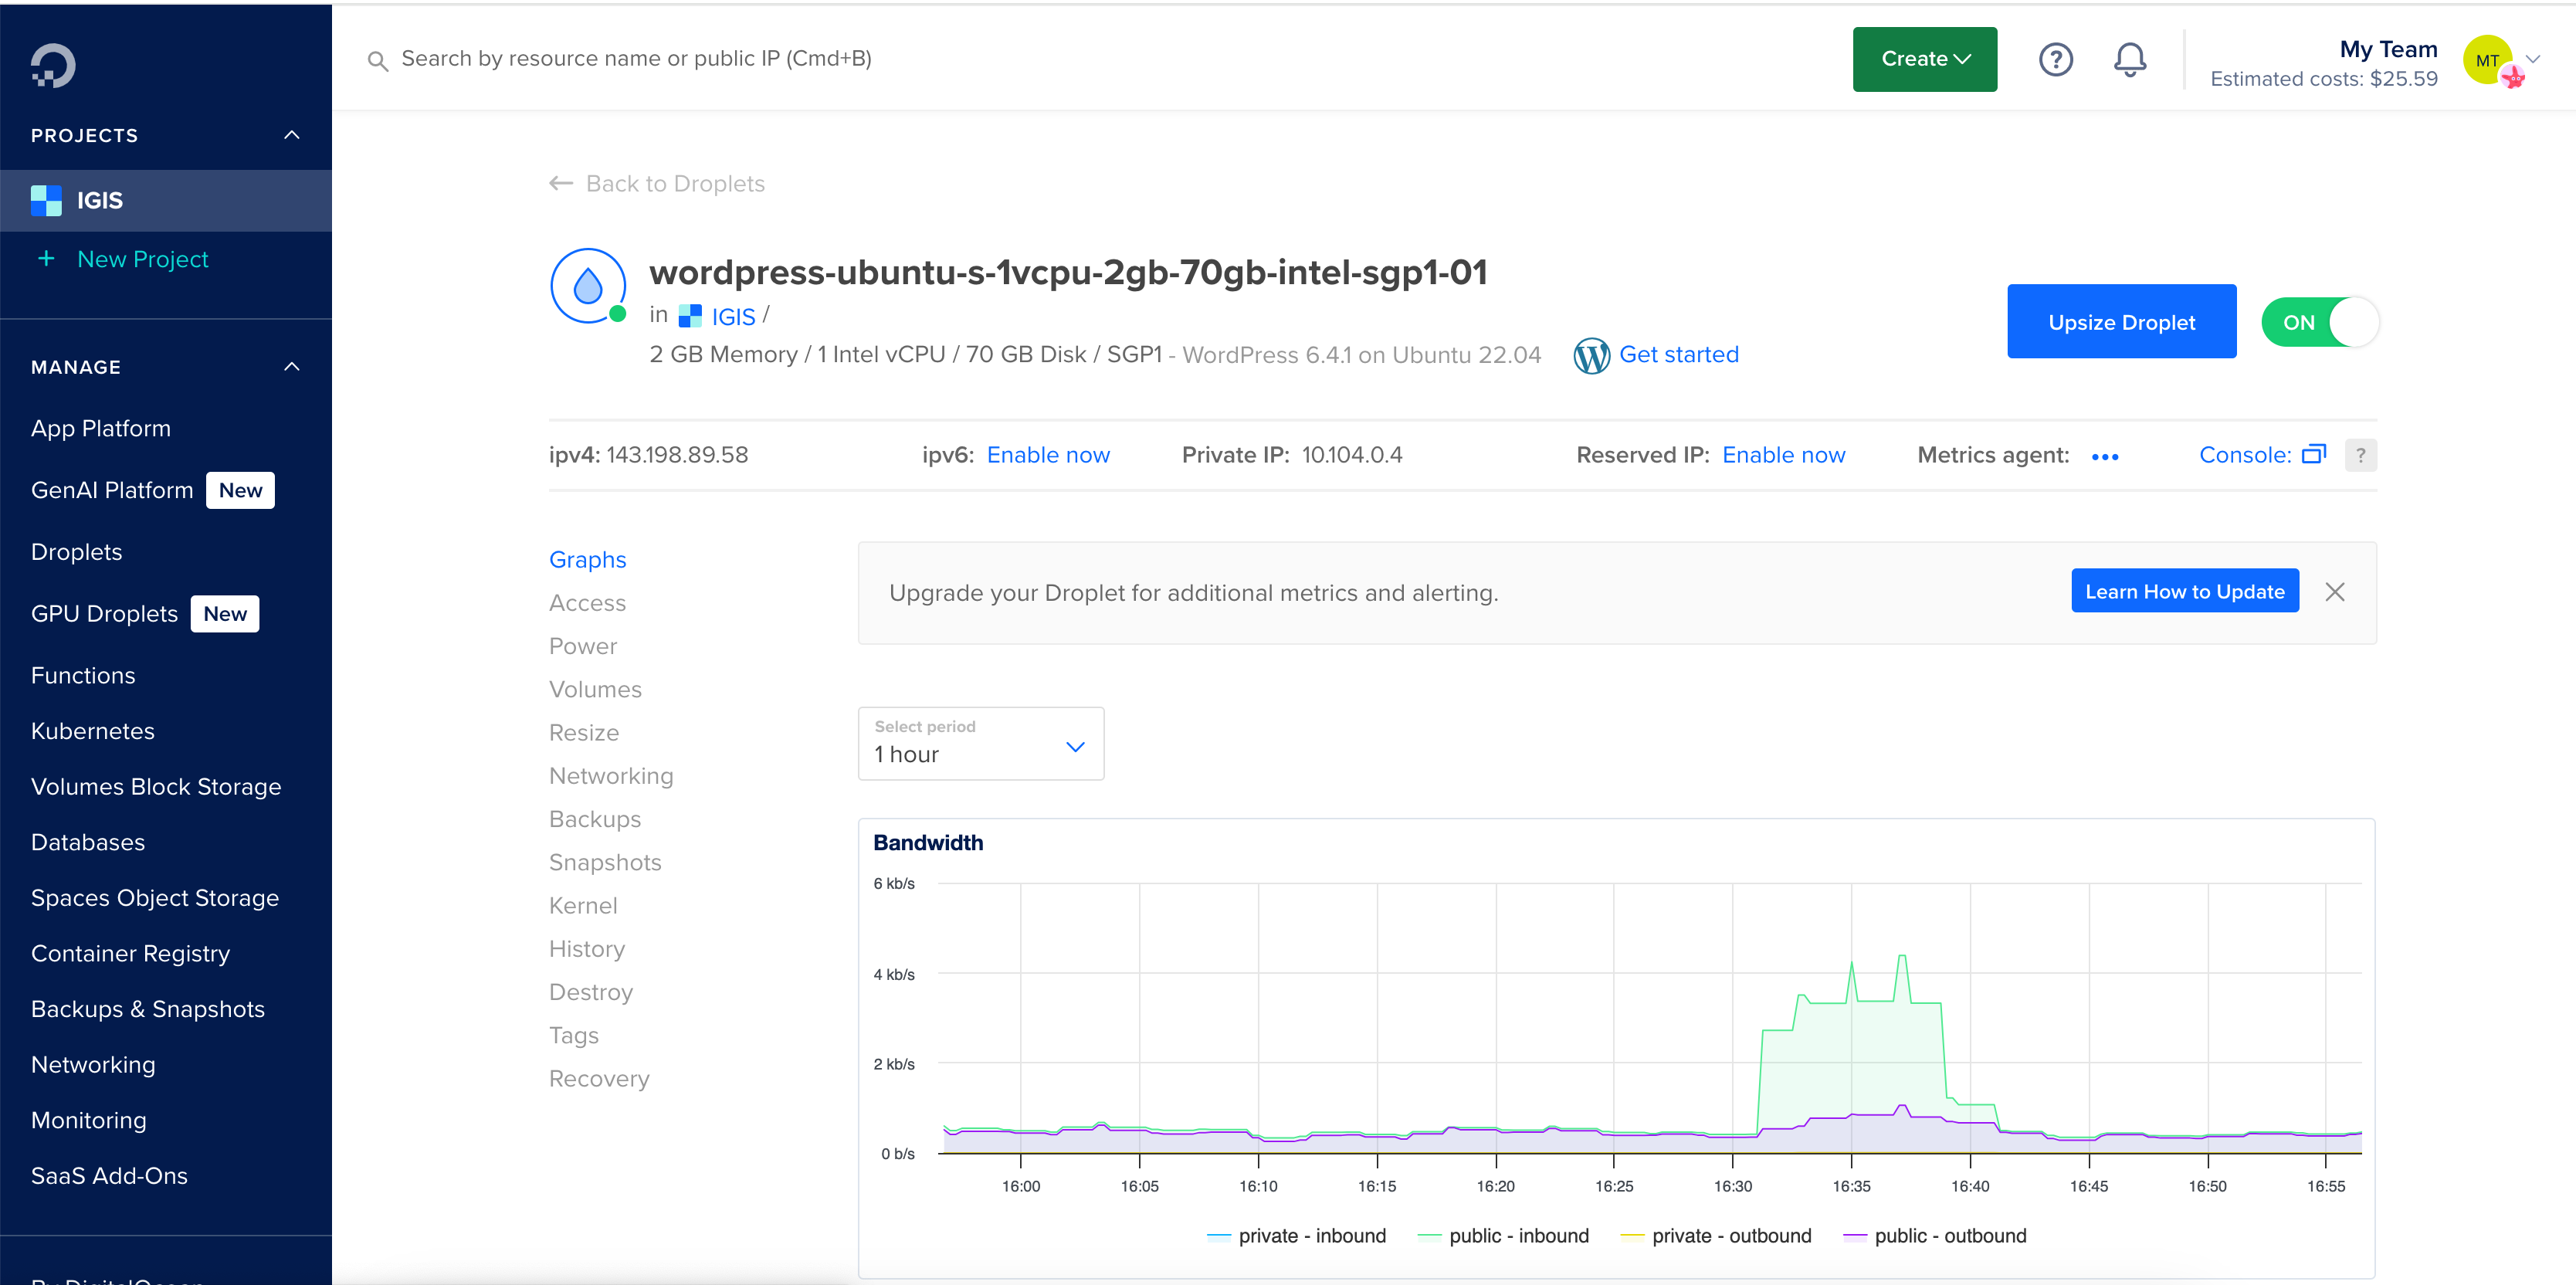 Search by resource name or public IP (Cmd+B)
Create
My Team
Estimated costs: $25.59
MT
PROJECTS
IGIS
+ New Project
MANAGE
App Platform
GenAI Platform New
Droplets
GPU Droplets New
Functions
Kubernetes
Volumes Block Storage
Databases
Spaces Object Storage
Container Registry
Backups & Snapshots
Networking
Monitoring
SaaS Add-Ons
By DigitalOcean
← Back to Droplets
wordpress-ubuntu-s-1vcpu-2gb-70gb-intel-sgp1-01
in IGIS /
2 GB Memory / 1 Intel vCPU / 70 GB Disk / SGP1 - WordPress 6.4.1 on Ubuntu 22.04
Get started
Upsize Droplet
ON
ipv4: 143.198.89.58
ipv6: Enable now
Private IP: 10.104.0.4
Reserved IP: Enable now
Metrics agent: •••
Console: ?
Graphs
Access
Power
Volumes
Resize
Networking
Backups
Snapshots
Kernel
History
Destroy
Tags
Recovery
Upgrade your Droplet for additional metrics and alerting.
Learn How to Update
Select period
1 hour
Bandwidth
6 kb/s
4 kb/s
2 kb/s
0 b/s
16:00 16:05 16:10 16:15 16:20 16:25 16:30 16:35 16:40 16:45 16:50 16:55
private - inbound public - inbound private - outbound public - outbound